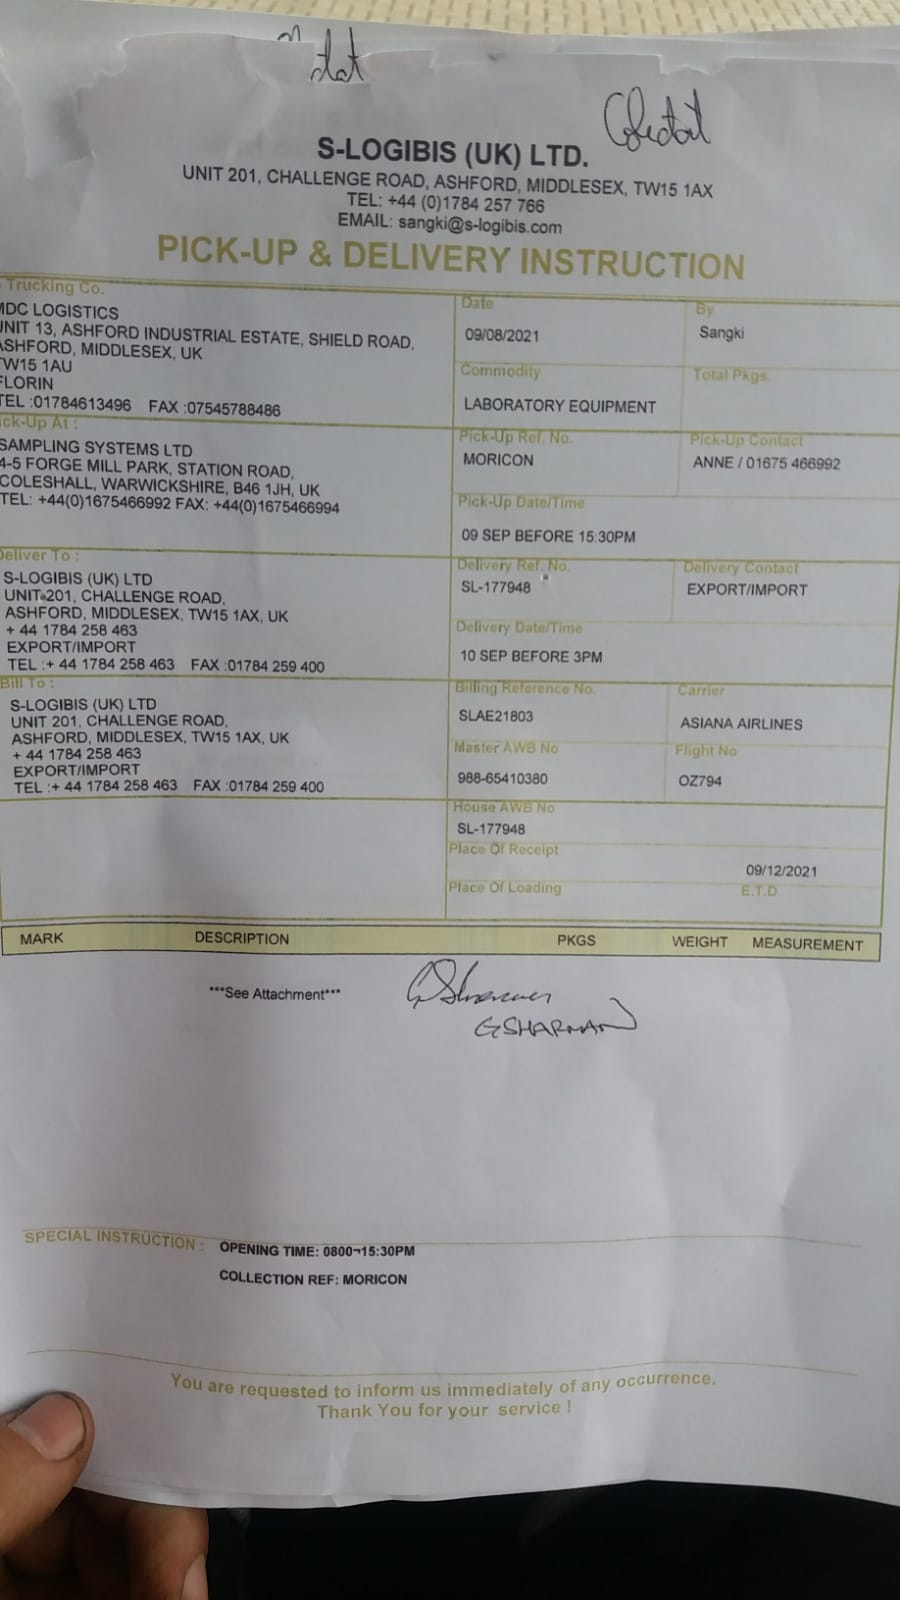 S-LOGIBIS (UK) LTD.
UNIT 201, CHALLENGE ROAD, ASHFORD, MIDDLESEX, TW15 1AX
TEL: +44 (0)1784 257 766
EMAIL: sangki@s-logibis.com
PICK-UP & DELIVERY INSTRUCTION
Trucking Co.
MDC LOGISTICS
UNIT 13, ASHFORD INDUSTRIAL ESTATE, SHIELD ROAD,
ASHFORD, MIDDLESEX, UK
TW15 1AU
FLORIN
TEL :01784613496 FAX :07545788486
Date
09/08/2021
By
Sangki
Commodity
LABORATORY EQUIPMENT
Total Pkgs.
ick-Up At :
SAMPLING SYSTEMS LTD
4-5 FORGE MILL PARK, STATION ROAD,
COLESHALL, WARWICKSHIRE, B46 1JH, UK
TEL: +44(0)1675466992 FAX: +44(0)1675466994
Pick-Up Ref. No.
MORICON
Pick-Up Contact
ANNE / 01675 466992
Pick-Up Date/Time
09 SEP BEFORE 15:30PM
Deliver To :
S-LOGIBIS (UK) LTD
UNIT 201, CHALLENGE ROAD,
ASHFORD, MIDDLESEX, TW15 1AX, UK
+ 44 1784 258 463
EXPORT/IMPORT
TEL :+ 44 1784 258 463 FAX :01784 259 400
Delivery Ref. No.
SL-177948
Delivery Contact
EXPORT/IMPORT
Delivery Date/Time
10 SEP BEFORE 3PM
Bill To :
S-LOGIBIS (UK) LTD
UNIT 201, CHALLENGE ROAD,
ASHFORD, MIDDLESEX, TW15 1AX, UK
+ 44 1784 258 463
EXPORT/IMPORT
TEL :+ 44 1784 258 463 FAX :01784 259 400
Billing Reference No.
SLAE21803
Carrier
ASIANA AIRLINES
Master AWB No
988-65410380
Flight No
OZ794
House AWB No
SL-177948
Place Of Receipt
09/12/2021
Place Of Loading
E.T.D
MARK DESCRIPTION PKGS WEIGHT MEASUREMENT
***See Attachment***
GSHARMAN
SPECIAL INSTRUCTION : OPENING TIME: 0800¬15:30PM
COLLECTION REF: MORICON
You are requested to inform us immediately of any occurrence.
Thank You for your service !